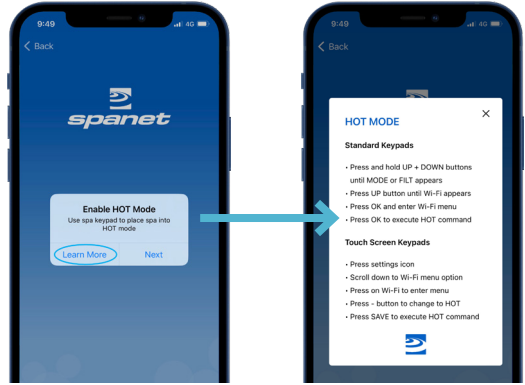 9:49
4G
Back
spanet
Enable HOT Mode
Use spa keypad to place spa into
HOT mode
Learn More
Next
9:49
4G
Back
HOT MODE
Standard Keypads
• Press and hold UP + DOWN buttons
until MODE or FILT appears
• Press UP button until Wi-Fi appears
• Press OK and enter Wi-Fi menu
• Press OK to execute HOT command
Touch Screen Keypads
• Press settings icon
• Scroll down to Wi-Fi menu option
• Press on Wi-Fi to enter menu
• Press - button to change to HOT
• Press SAVE to execute HOT command